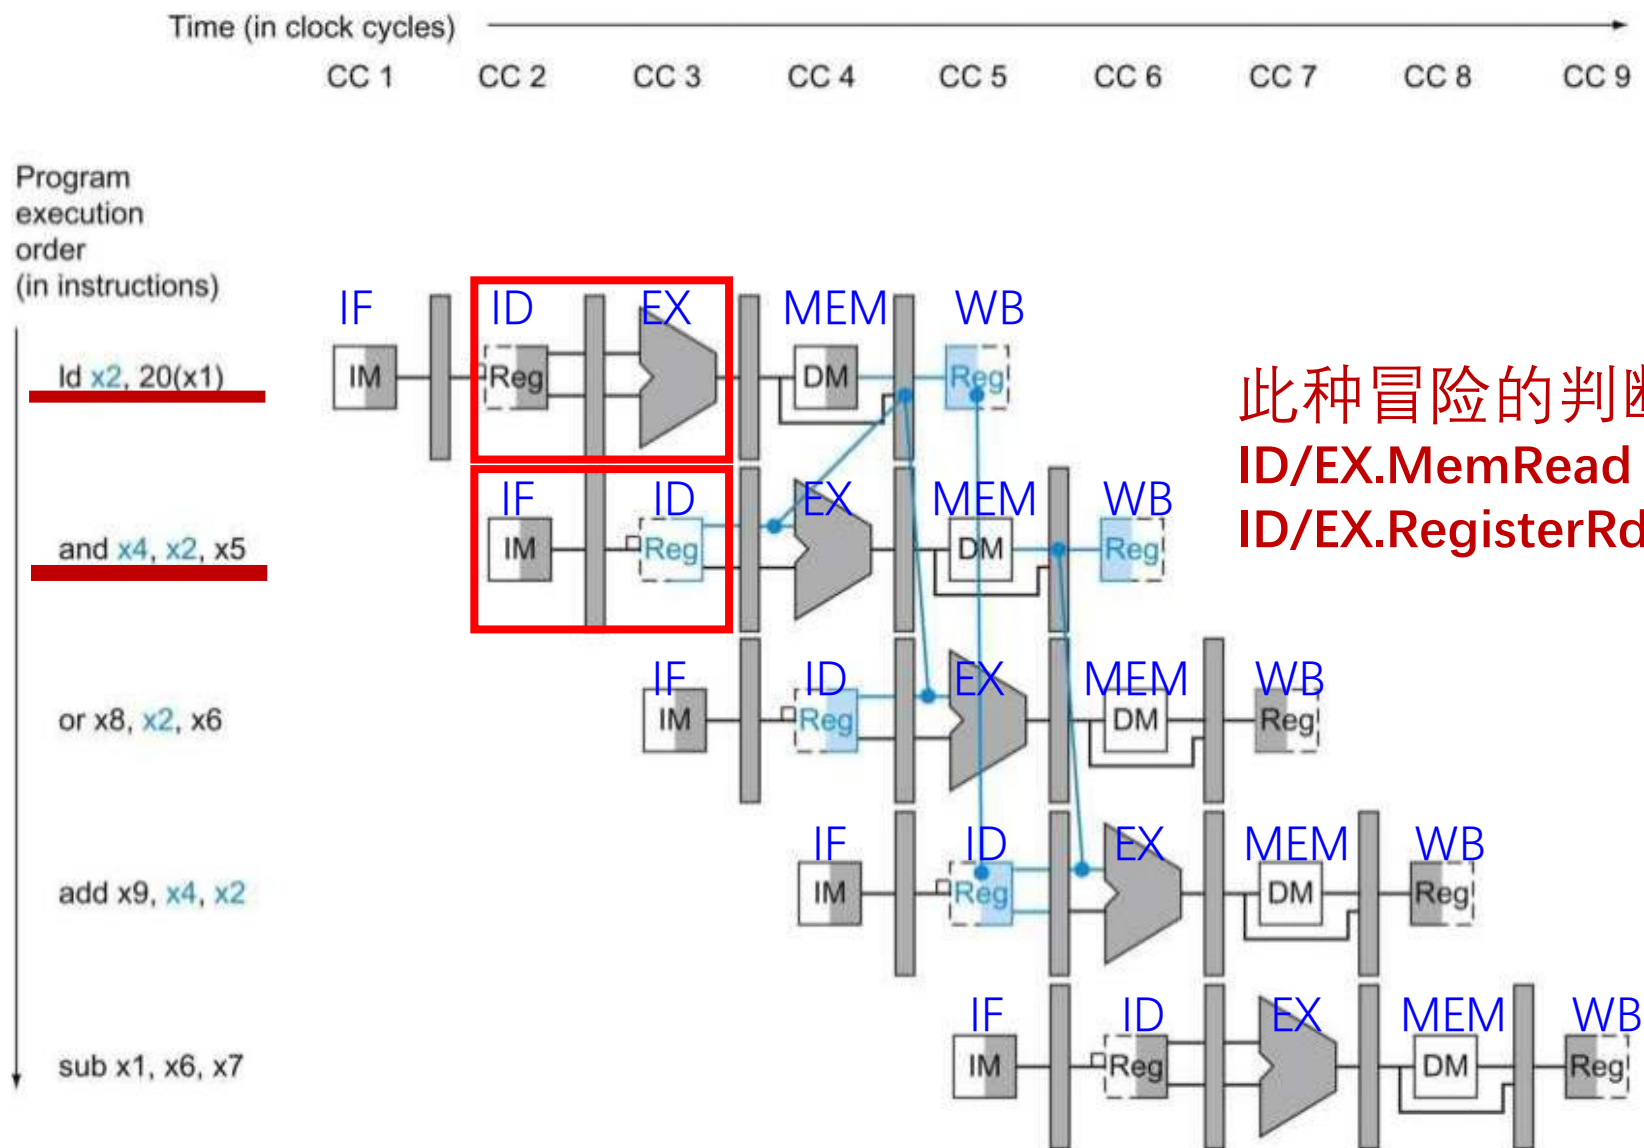 Time (in clock cycles)
CC 1 CC 2 CC 3 CC 4 CC 5 CC 6 CC 7 CC 8 CC 9
Program
execution
order
(in instructions)
IF ID EX MEM WB
ld x2, 20(x1) IM Reg DM Reg
此种冒险的判断
ID/EX.MemRead
ID/EX.RegisterRd
IF ID EX MEM WB
and x4, x2, x5 IM Reg DM Reg
IF ID EX MEM WB
or x8, x2, x6 IM Reg DM Reg
IF ID EX MEM WB
add x9, x4, x2 IM Reg DM Reg
IF ID EX MEM WB
sub x1, x6, x7 IM Reg DM Reg